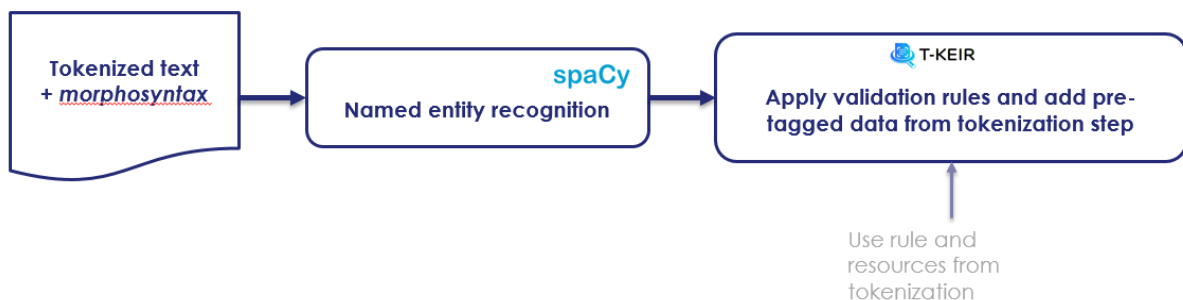 Tokenized text
+ morphosyntax
spaCy
Named entity recognition
T-KEIR
Apply validation rules and add pre-
tagged data from tokenization step
Use rule and
resources from
tokenization